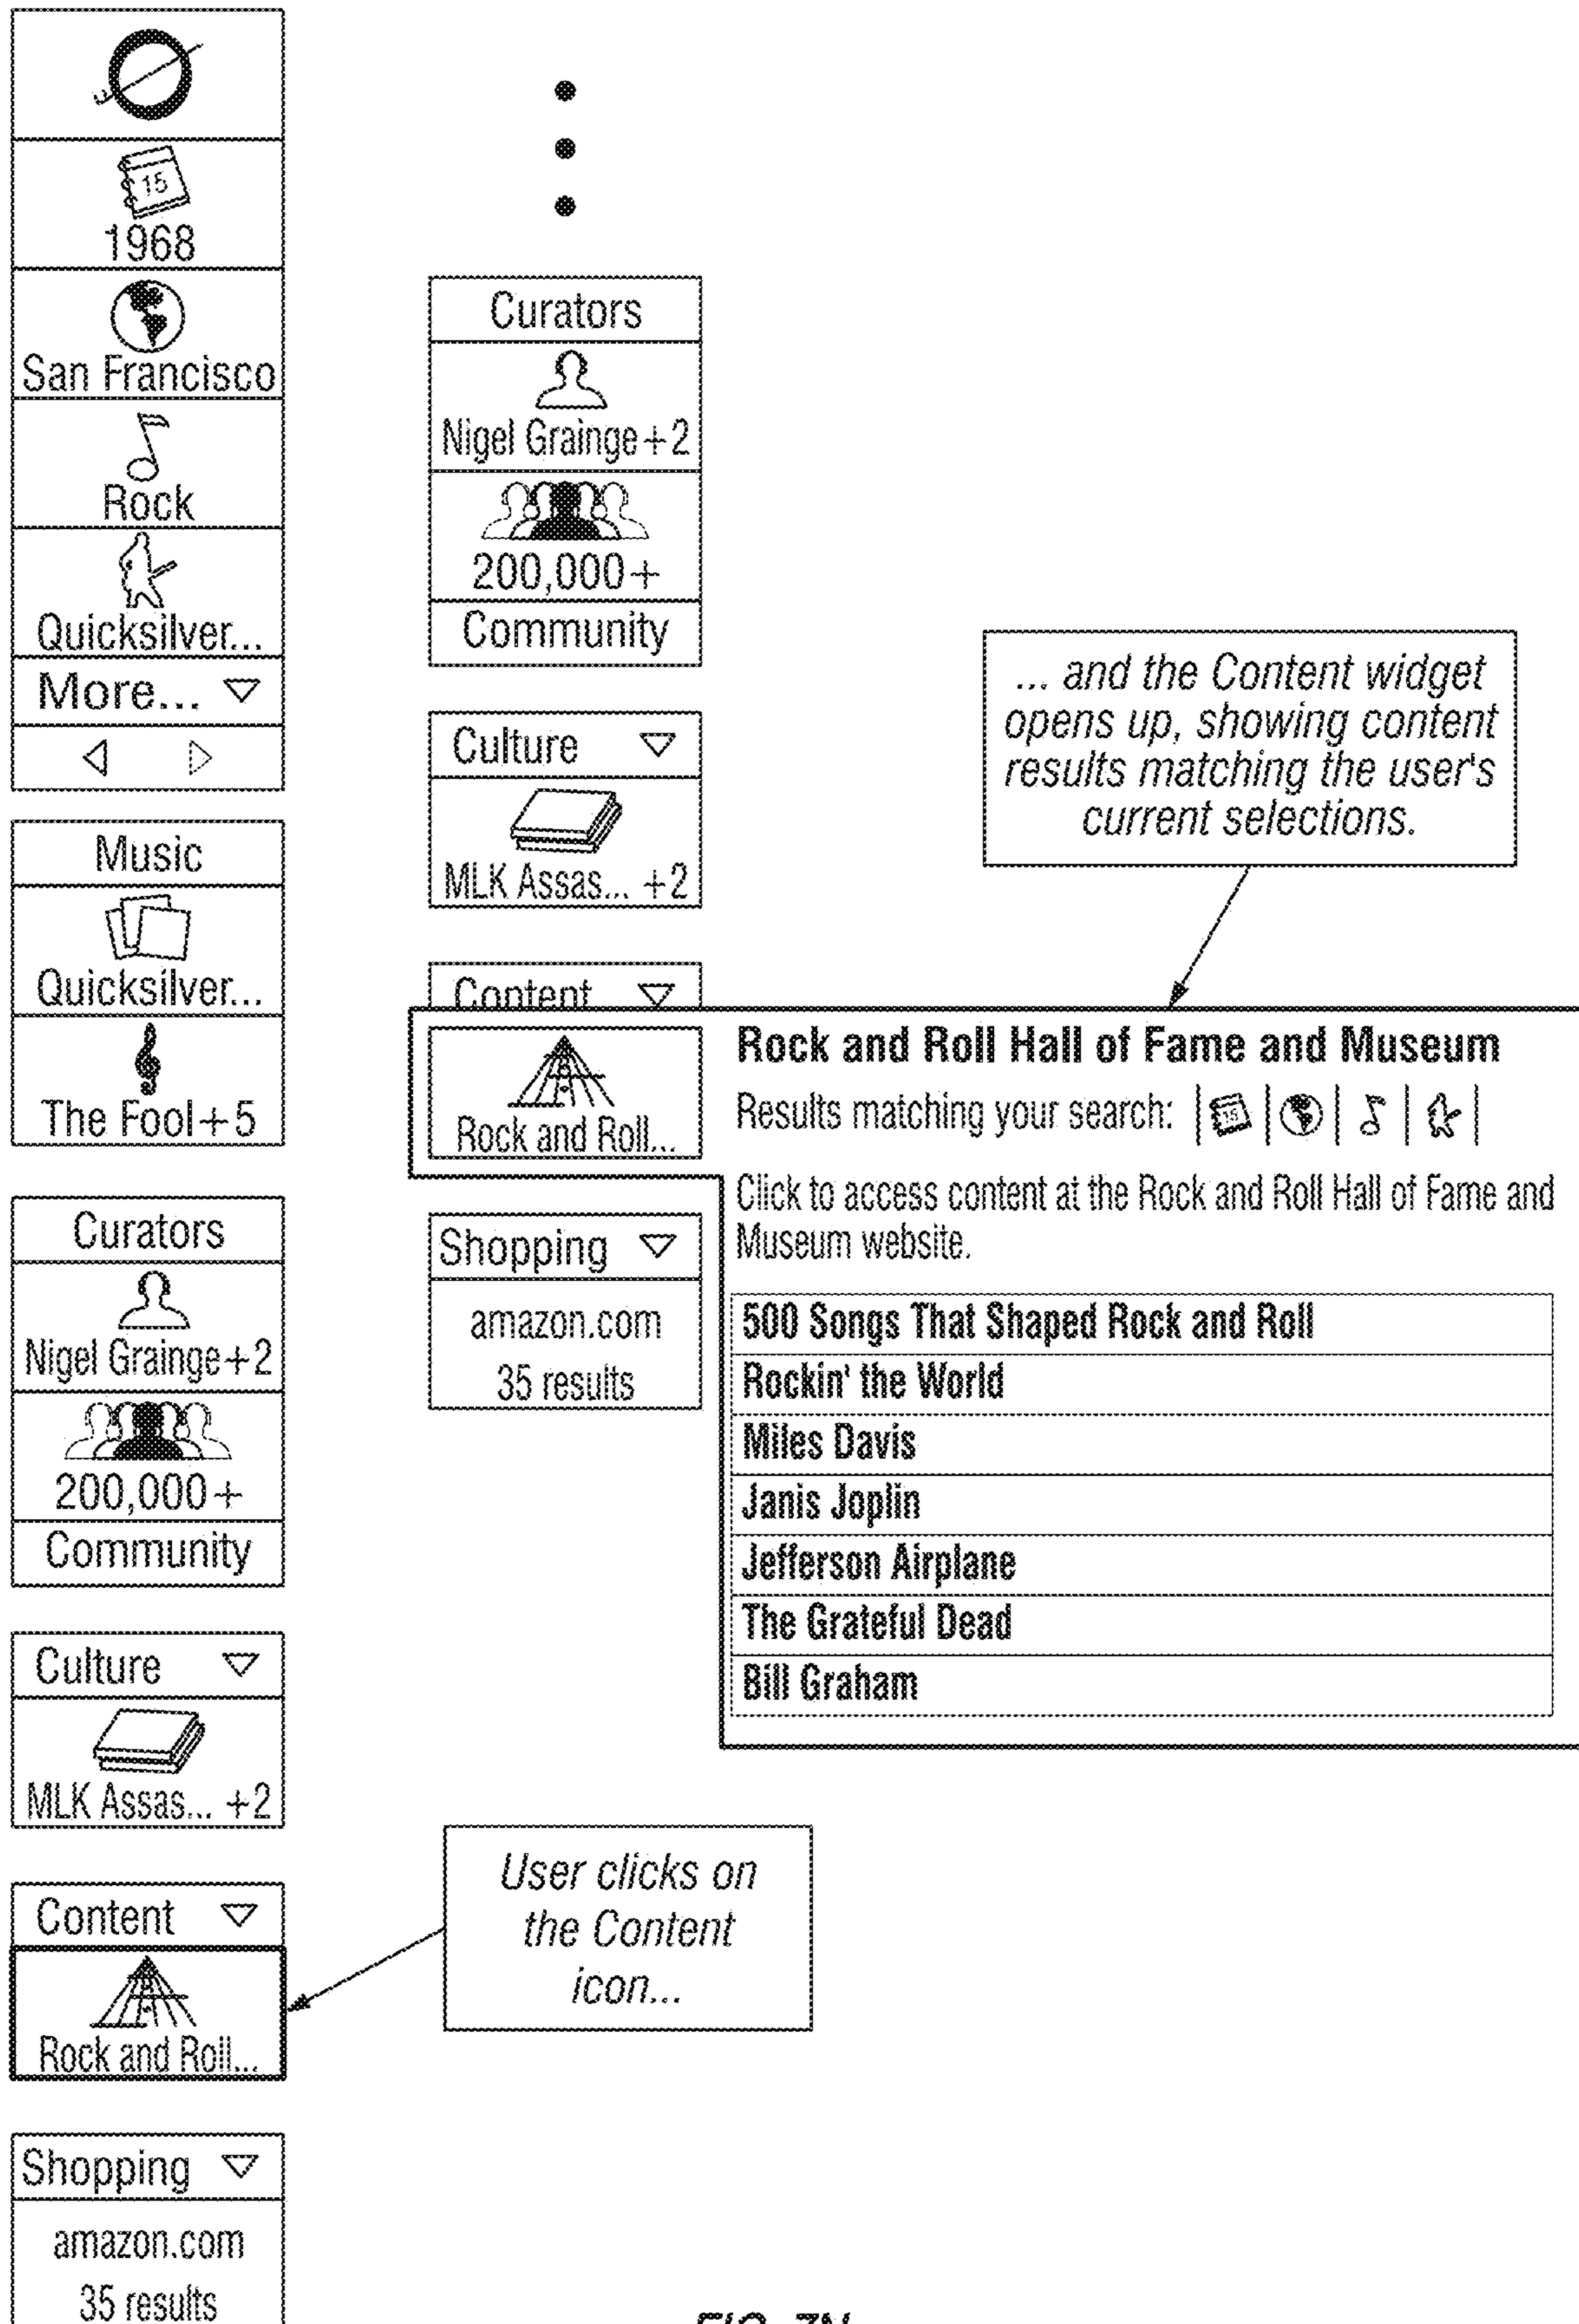 15
1968
San Francisco
Rock
Quicksilver...
More...
Music
Quicksilver...
The Fool+5
Curators
Nigel Grainge+2
200,000+
Community
Culture
MLK Assas... +2
Content
Rock and Roll...
Shopping
amazon.com
35 results
Curators
Nigel Grainge+2
200,000+
Community
Culture
MLK Assas... +2
Content
Rock and Roll...
Shopping
amazon.com
35 results
... and the Content widget
opens up, showing content
results matching the user's
current selections.
Rock and Roll Hall of Fame and Museum
Results matching your search:
15
Click to access content at the Rock and Roll Hall of Fame and
Museum website.
500 Songs That Shaped Rock and Roll
Rockin' the World
Miles Davis
Janis Joplin
Jefferson Airplane
The Grateful Dead
Bill Graham
User clicks on
the Content
icon...
FIG. 7N